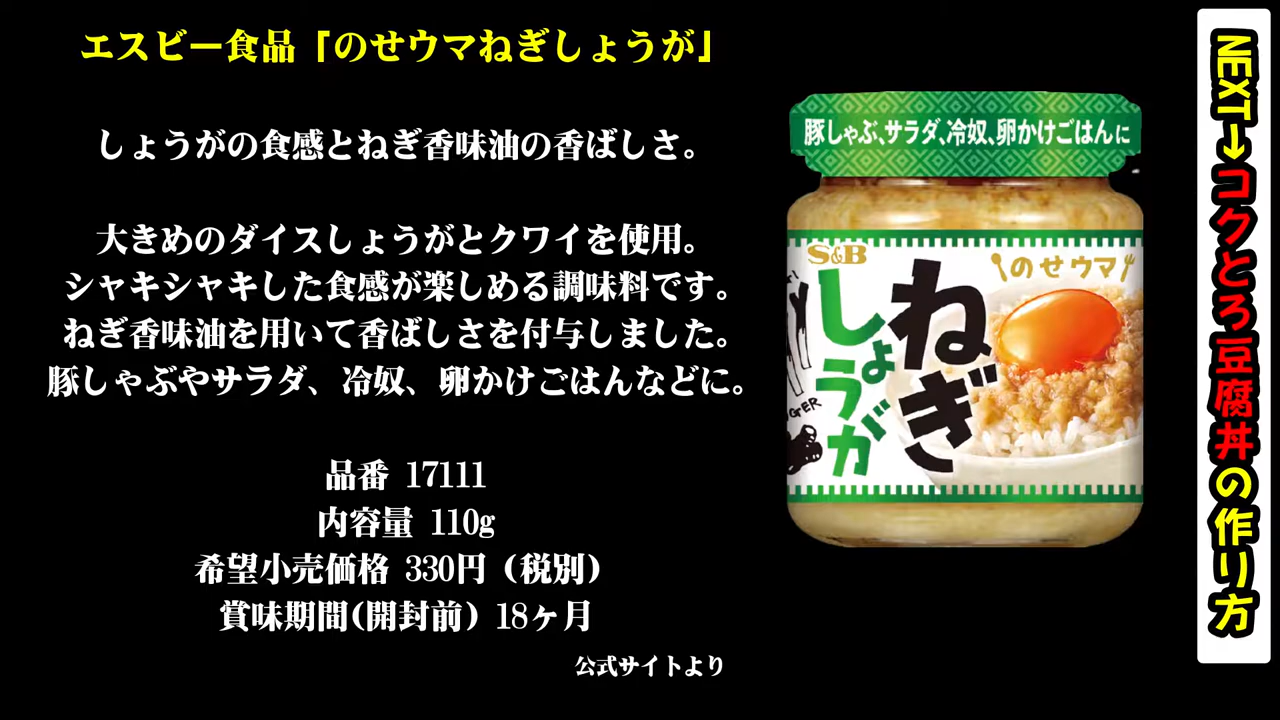 エスビー食品「のせウマねぎしょうが」
しょうがの食感とねぎ香味油の香ばしさ。
大きめのダイスしょうがとクワイを使用。
シャキシャキした食感が楽しめる調味料です。
ねぎ香味油を用いて香ばしさを付与しました。
豚しゃぶやサラダ、冷奴、卵かけごはんなどに。
品番 17111
内容量 110g
希望小売価格 330円（税別）
賞味期間(開封前）18ヶ月
公式サイトより
豚しゃぶ、サラダ、冷奴、卵かけごはんに
S&B
のせウマ
ねぎ
しょうが
NEXT→コクとろ豆腐丼の作り方